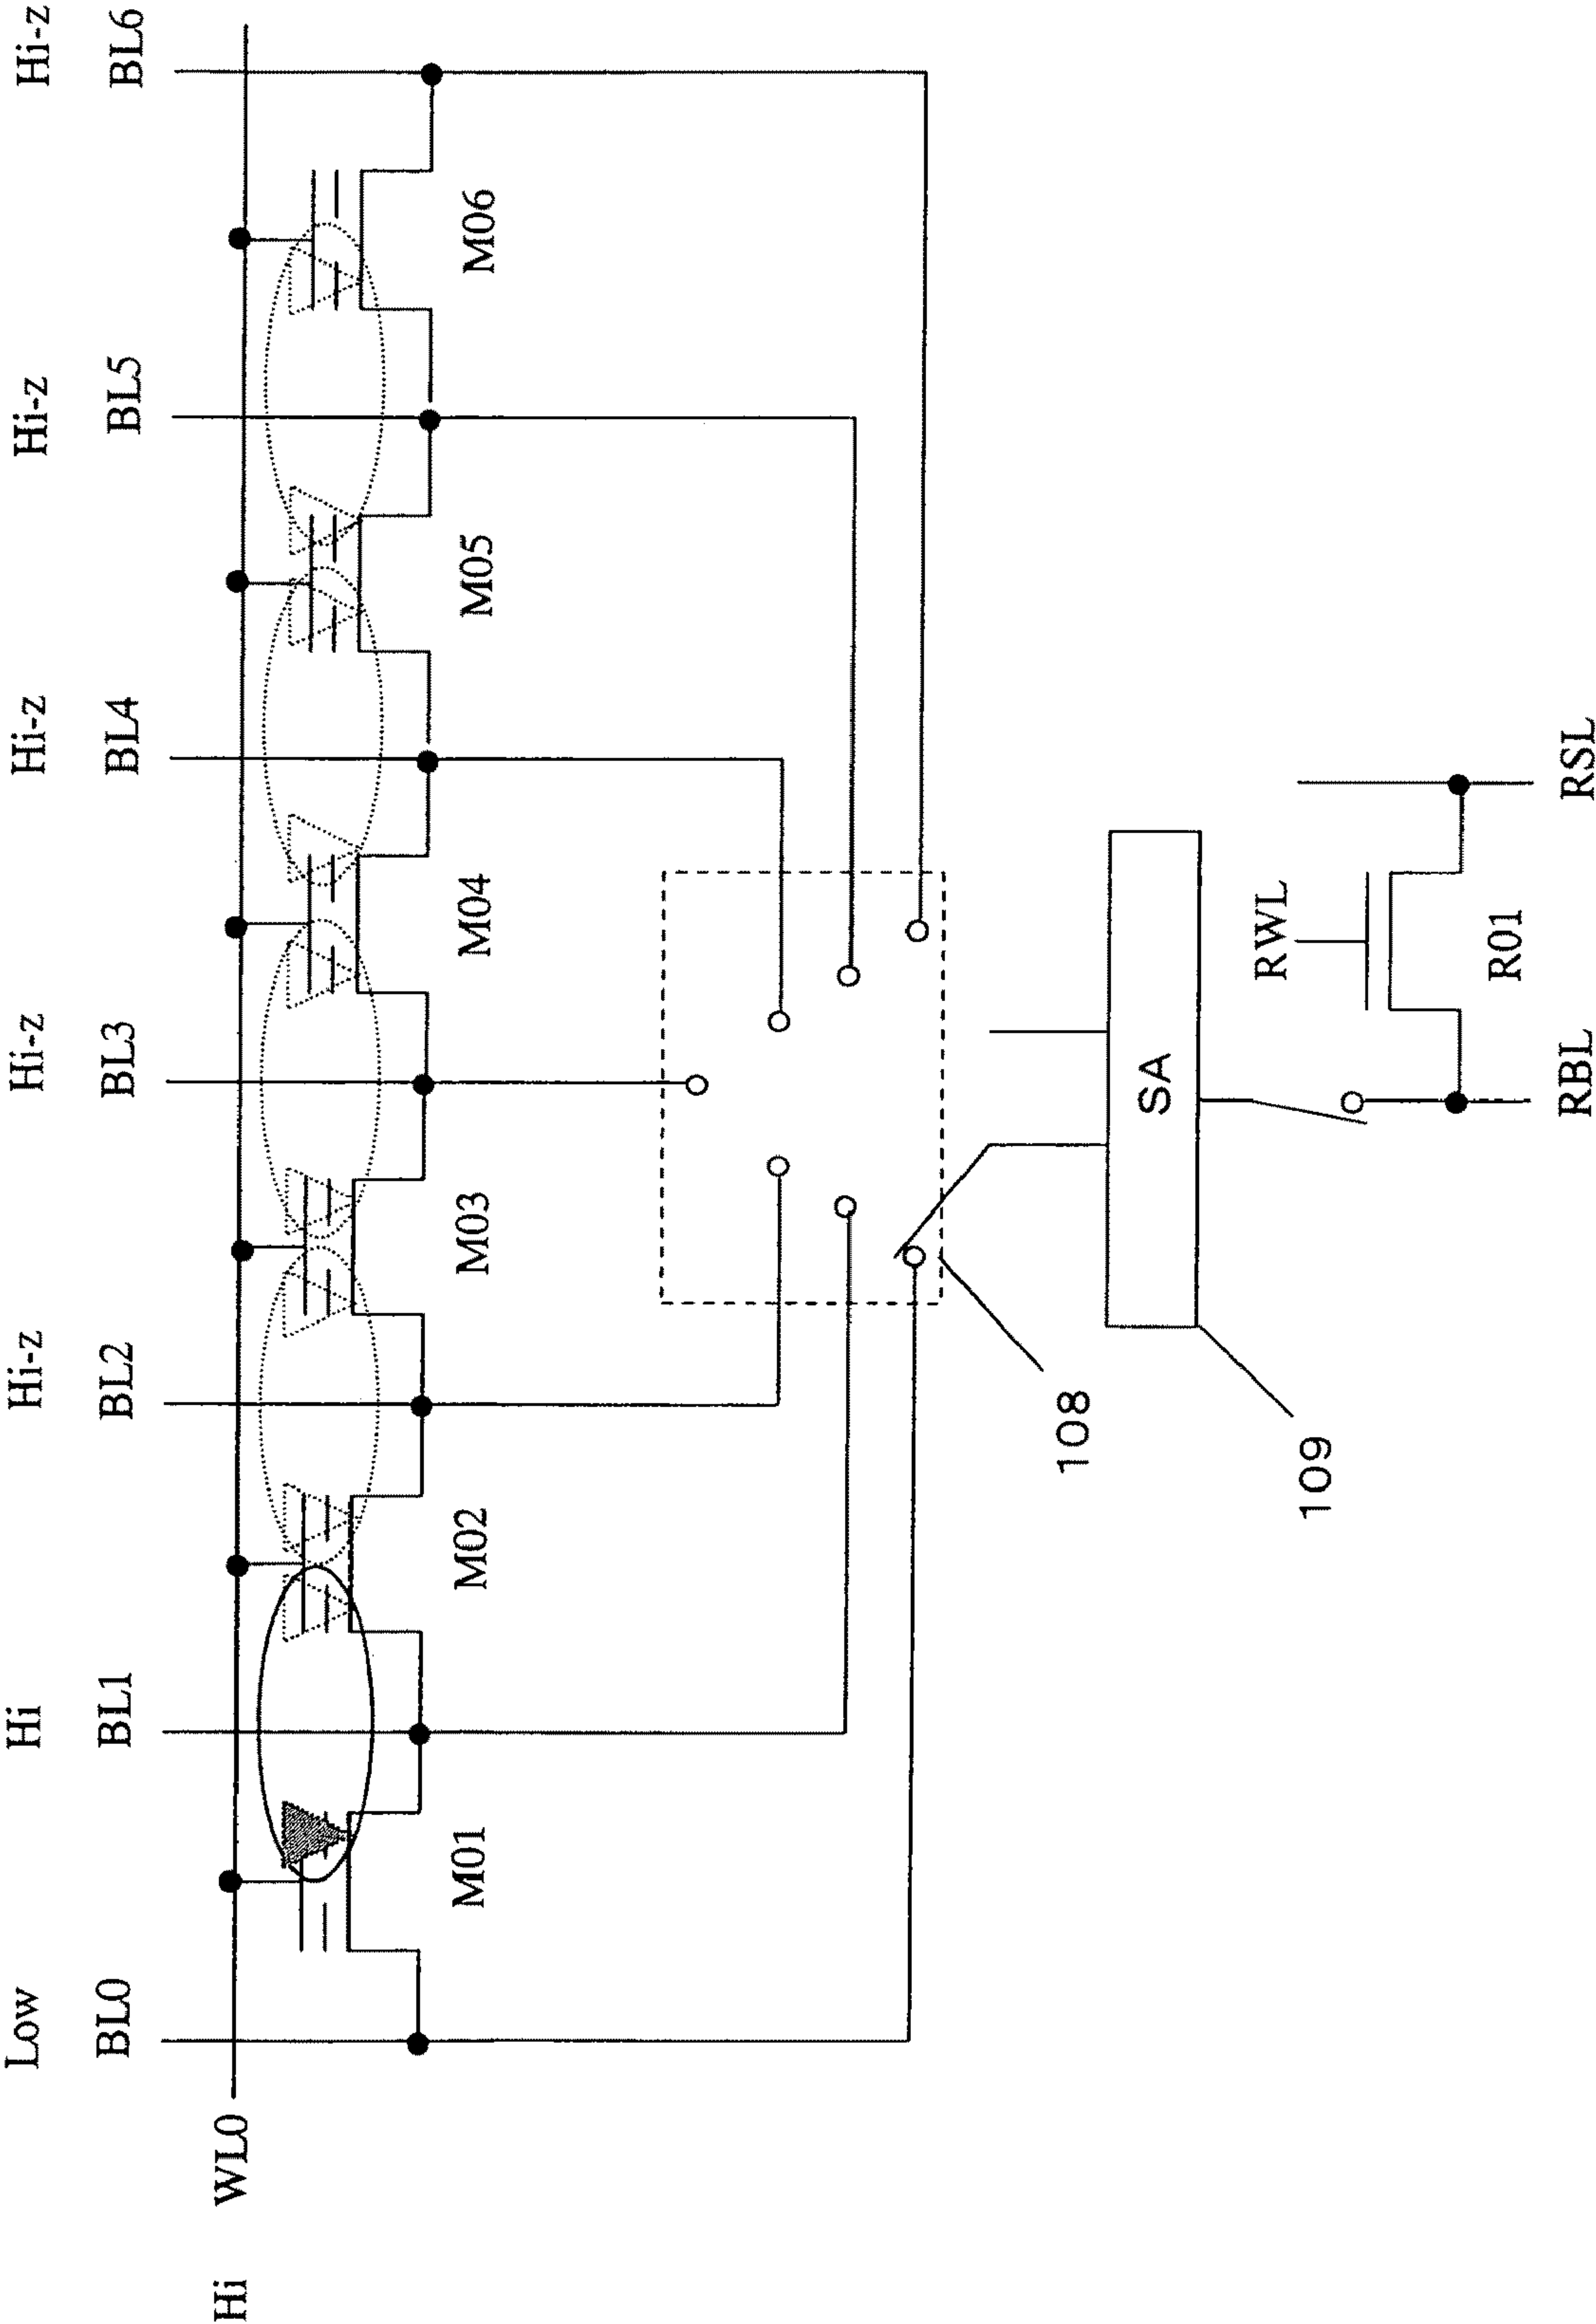 Low Hi Hi-z Hi-z Hi-z Hi-z Hi-z
BL0 BL1 BL2 BL3 BL4 BL5 BL6
Hi WL0
M01 M02 M03 M04 M05 M06
108
SA
109
RWL
R01
RBL RSL